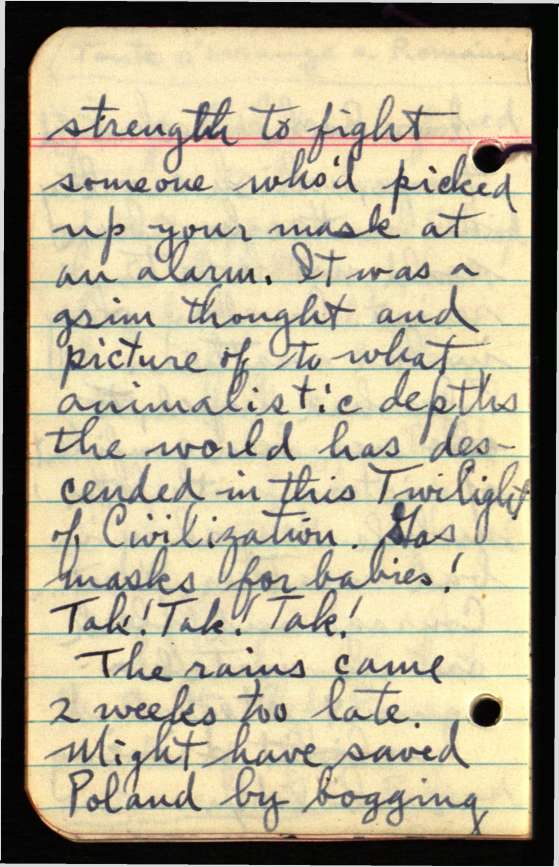 strength to fight
someone who'd picked
up your mask at
an alarm. It was a
grim thought and
picture of to what
animalistic depths
the world has des-
cended in this Twilight
of Civilization. Gas
masks for babies!
Tak! Tak! Tak!
The rains came
2 weeks too late.
Might have saved
Poland by bogging